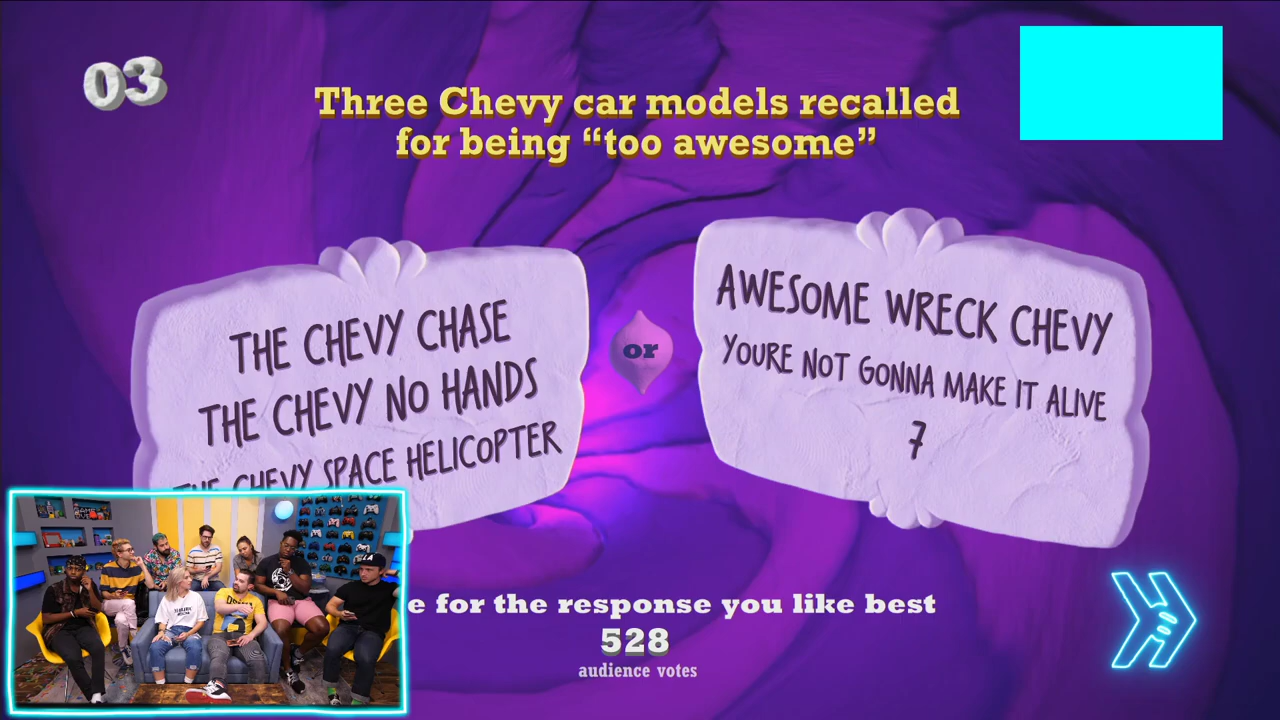 03
Three Chevy car models recalled
for being “too awesome”
THE CHEVY CHASE
THE CHEVY NO HANDS
CHEVY SPACE HELICOPTER
or
AWESOME WRECK CHEVY
YOURE NOT GONNA MAKE IT ALIVE
7
for the response you like best
528
audience votes